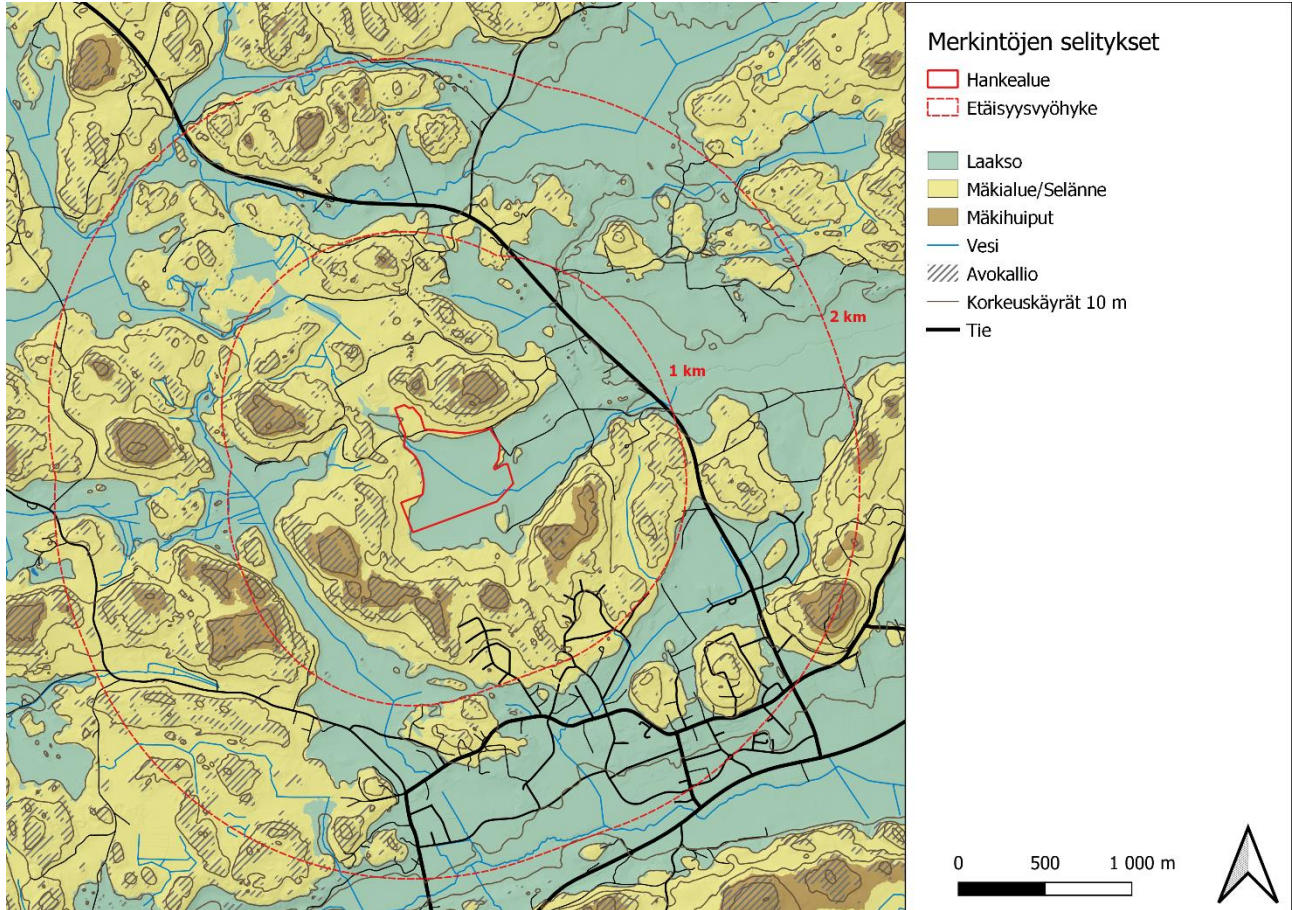 Merkintöjen selitykset
Hankealue
Etäisyysvyöhyke
Laakso
Mäkialue/Selänne
Mäkihuiput
Vesi
Avokallio
Korkeuskäyrät 10 m
Tie
2 km
1 km
0 500 1 000 m